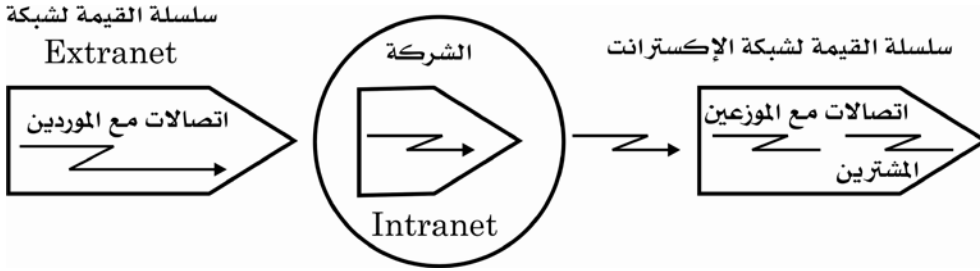 سلسلة القيمة لشبكة
Extranet
اتصالات مع الموردين
الشركة
Intranet
سلسلة القيمة لشبكة الإكسترانت
اتصالات مع الموزعين
المشترين